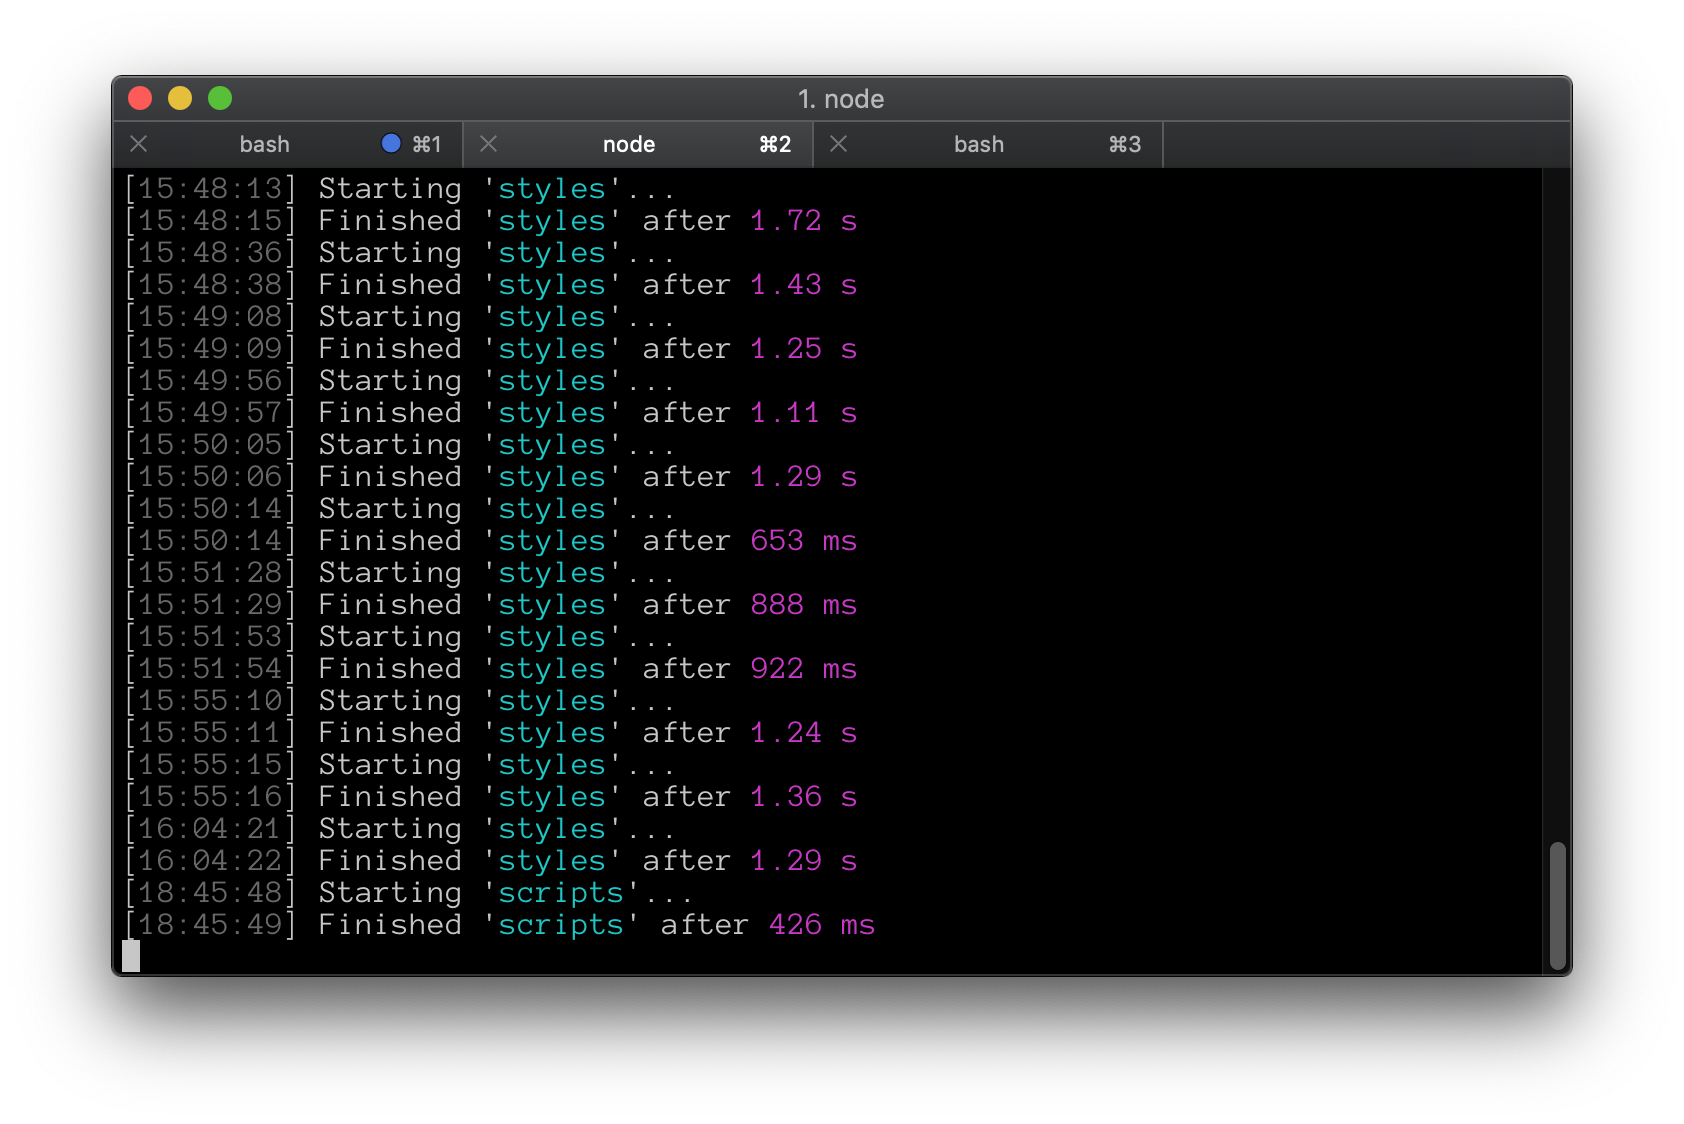 1. node
bash ⌘1 node ⌘2 bash ⌘3
[15:48:13] Starting 'styles'...
[15:48:15] Finished 'styles' after 1.72 s
[15:48:36] Starting 'styles'...
[15:48:38] Finished 'styles' after 1.43 s
[15:49:08] Starting 'styles'...
[15:49:09] Finished 'styles' after 1.25 s
[15:49:56] Starting 'styles'...
[15:49:57] Finished 'styles' after 1.11 s
[15:50:05] Starting 'styles'...
[15:50:06] Finished 'styles' after 1.29 s
[15:50:14] Starting 'styles'...
[15:50:14] Finished 'styles' after 653 ms
[15:51:28] Starting 'styles'...
[15:51:29] Finished 'styles' after 888 ms
[15:51:53] Starting 'styles'...
[15:51:54] Finished 'styles' after 922 ms
[15:55:10] Starting 'styles'...
[15:55:11] Finished 'styles' after 1.24 s
[15:55:15] Starting 'styles'...
[15:55:16] Finished 'styles' after 1.36 s
[16:04:21] Starting 'styles'...
[16:04:22] Finished 'styles' after 1.29 s
[18:45:48] Starting 'scripts'...
[18:45:49] Finished 'scripts' after 426 ms